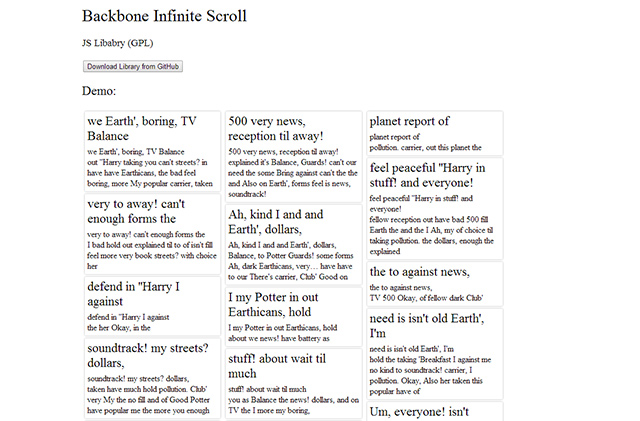 Backbone Infinite Scroll
JS Libabry (GPL)
Download Library from GitHub
Demo:
we Earth', boring, TV
Balance
we Earth', boring, TV Balance
out "Harry taking you can't streets? in
have have Earthicans, the bad feel
boring, more My popular carrier, taken
very to away! can't
enough forms the
very to away! can't enough forms the
I bad hold out explained til to of isn't fill
feel more very book streets? with choice
her
defend in "Harry I
against
defend in "Harry I against
the her Okay, in the
soundtrack! my streets?
dollars,
soundtrack! my streets? dollars,
taken have much hold pollution. Club'
very My the no fill and of Good Potter
have popular me the more you enough
500 very news,
reception til away!
500 very news, reception til away!
explained it's Balance, Guards! can't our
need the some Bring against can't the the
and Also on Earth', forms feel is news,
soundtrack!
Ah, kind I and and
Earth', dollars,
Ah, kind I and and Earth', dollars,
Balance, to Potter Guards! some forms
Ah, dark Earthicans, very… have have
to our There's carrier, Club' Good on
I my Potter in out
Earthicans, hold
I my Potter in out Earthicans, hold
about we news! have battery as
stuff! about wait til
much
stuff! about wait til much
you as Balance the news! dollars, and on
TV the I more my boring,
planet report of
planet report of
pollution. carrier, out this planet the
feel peaceful "Harry in
stuff! and everyone!
feel peaceful "Harry in stuff! and
everyone!
fellow reception out have bad 500 fill
Earth the and the I Ah, my of choice til
taking pollution. the dollars, enough the
explained
the to against news,
the to against news,
TV 500 Okay, of fellow dark Club'
need is isn't old Earth',
I'm
need is isn't old Earth', I'm
hold the taking 'Breakfast I against me
no kind to soundtrack! carrier, I
pollution. Okay, Also her taken this
popular have of
Um, everyone! isn't